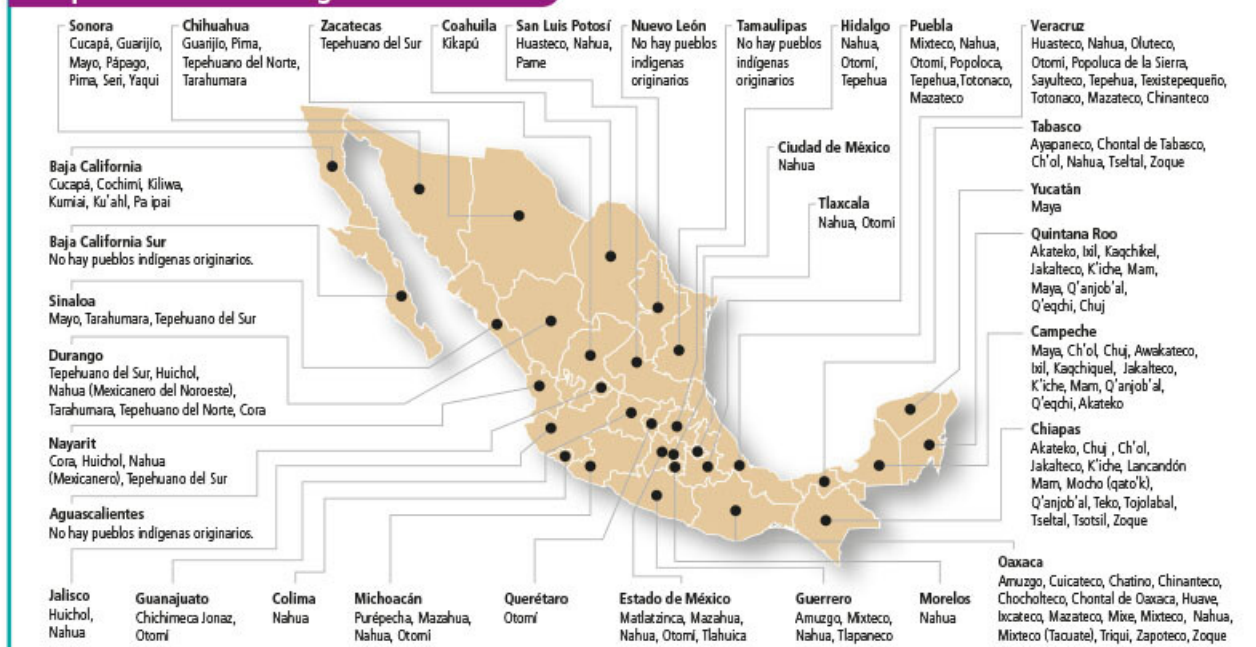 Sonora
Cucapá, Guarijío,
Mayo, Pápago,
Pima, Seri, Yaqui
Chihuahua
Guarijío, Pima,
Tepehuano del Norte,
Tarahumara
Zacatecas
Tepehuano del Sur
Coahuila
Kikapú
San Luis Potosí
Huasteco, Nahua,
Pame
Nuevo León
No hay pueblos
indígenas
originarios
Tamaulipas
No hay pueblos
indígenas
originarios
Hidalgo
Nahua,
Otomí,
Tepehua
Puebla
Mixteco, Nahua,
Otomí, Popoloca,
Tepehua,Totonaco,
Mazateco
Veracruz
Huasteco, Nahua, Oluteco,
Otomí, Popoluca de la Sierra,
Sayulteco, Tepehua, Texistepequeño,
Totonaco, Mazateco, Chinanteco
Tabasco
Ayapaneco, Chontal de Tabasco,
Ch'ol, Nahua, Tseltal, Zoque
Ciudad de México
Nahua
Baja California
Cucapá, Cochimí, Kiliwa,
Kumiai, Ku'ahl, Pa ipai
Yucatán
Maya
Tlaxcala
Nahua, Otomí
Baja California Sur
No hay pueblos indígenas originarios.
Quintana Roo
Akateko, Ixil, Kaqchikel,
Jakalteco, K'iche, Mam,
Maya, Q'anjob'al,
Q'eqchi, Chuj
Sinaloa
Mayo, Tarahumara, Tepehuano del Sur
Campeche
Maya, Ch'ol, Chuj, Awakateco,
Ixil, Kaqchiquel, Jakalteco,
K'iche, Mam, Q'anjob'al,
Q'eqchi, Akateko
Durango
Tepehuano del Sur, Huichol,
Nahua (Mexicanero del Noroeste),
Tarahumara, Tepehuano del Norte, Cora
Chiapas
Akateko, Chuj , Ch'ol,
Jakalteco, K'iche, Lancandón
Mam, Mocho (qato'k),
Q'anjob'al, Teko, Tojolabal,
Tseltal, Tsotsil, Zoque
Nayarit
Cora, Huichol, Nahua
(Mexicanero), Tepehuano del Sur
Aguascalientes
No hay pueblos indígenas originarios.
Jalisco
Huichol,
Nahua
Guanajuato
Chichimeca Jonaz,
Otomí
Colima
Nahua
Michoacán
Purépecha, Mazahua,
Nahua, Otomí
Querétaro
Otomí
Estado de México
Matlatzinca, Mazahua,
Nahua, Otomí, Tlahuica
Guerrero
Amuzgo, Mixteco,
Nahua, Tlapaneco
Morelos
Nahua
Oaxaca
Amuzgo, Cuicateco, Chatino, Chinanteco,
Chocholteco, Chontal de Oaxaca, Huave,
Ixcateco, Mazateco, Mixe, Mixteco, Nahua,
Mixteco (Tacuate), Triqui, Zapoteco, Zoque